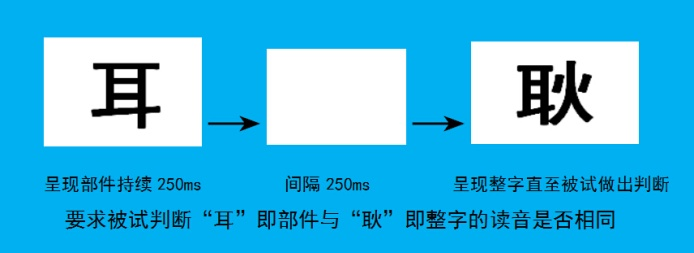 耳
耿
呈现部件持续 250ms
间隔 250ms
呈现整字直至被试做出判断
要求被试判断“耳”即部件与“耿”即整字的读音是否相同